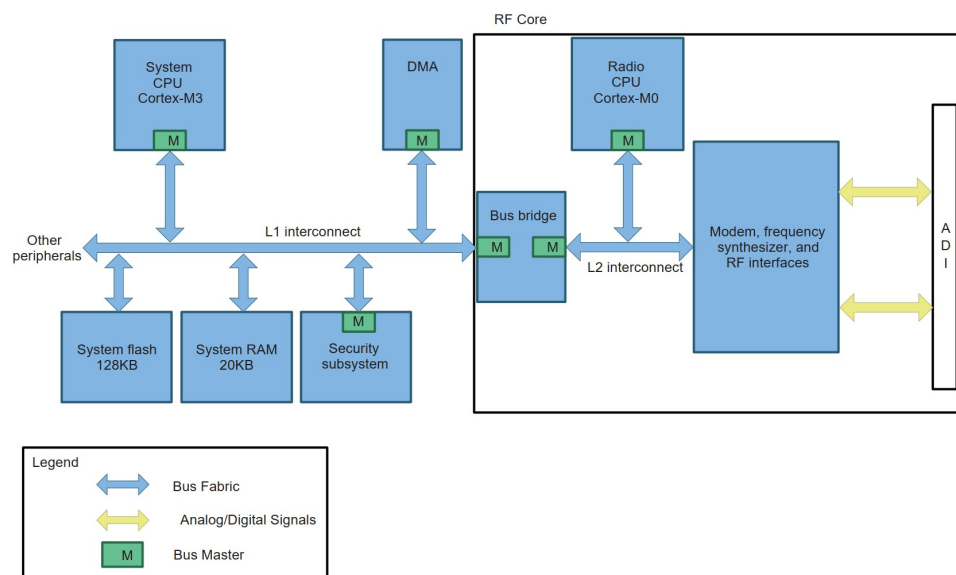 RF Core
System
CPU
Cortex-M3
M
DMA
M
Radio
CPU
Cortex-M0
M
Bus bridge
M
M
Modem, frequency
synthesizer, and
RF interfaces
A
D
I
Other
peripherals
L1 interconnect
L2 interconnect
System flash
128KB
System RAM
20KB
M
Security
subsystem
Legend
Bus Fabric
Analog/Digital Signals
M
Bus Master